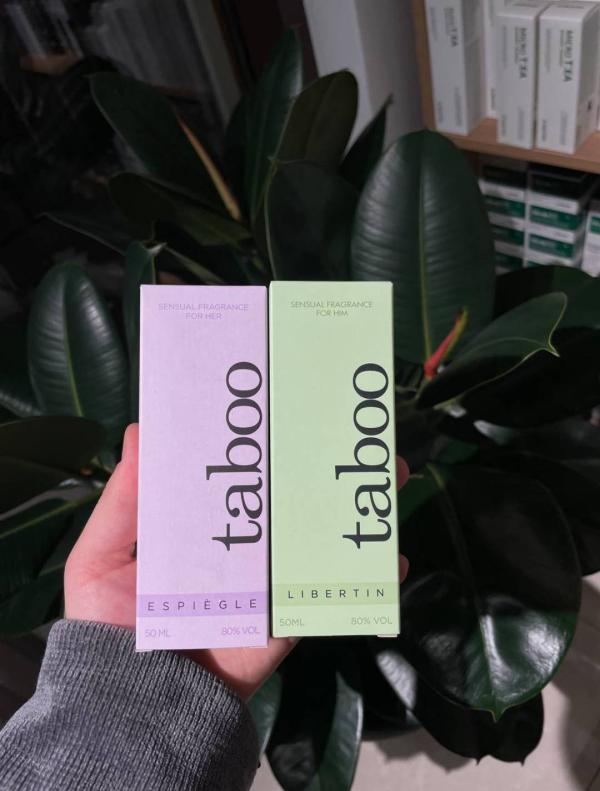 SENSUAL FRAGRANCE
FOR HER
taboo
ESPIÈGLE
50 ML 80% VOL
SENSUAL FRAGRANCE
FOR HIM
taboo
LIBERTIN
50ML 80% VOL